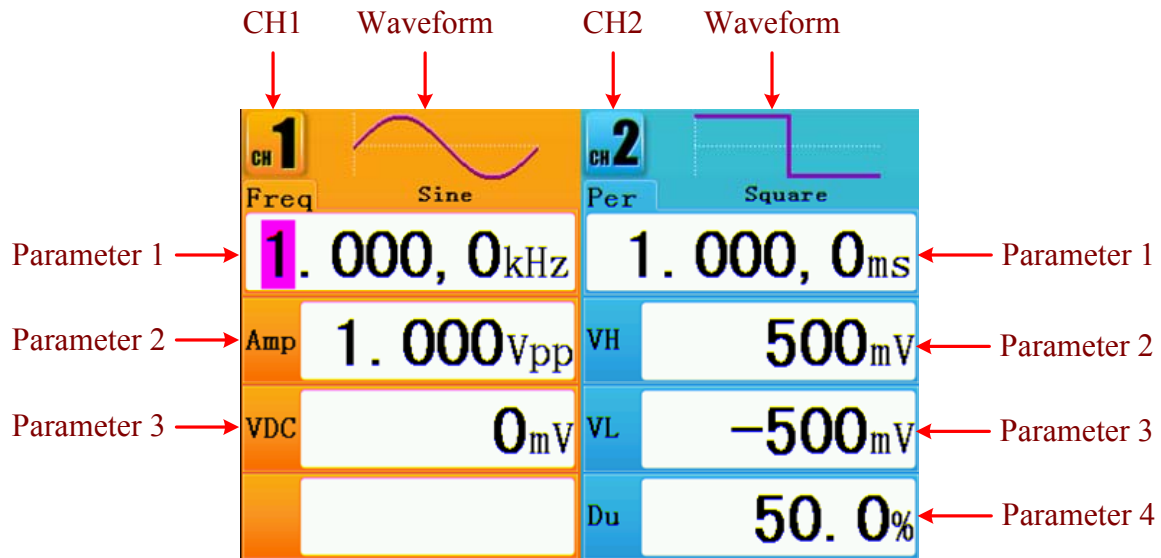 CH1 Waveform CH2 Waveform
CH 1 CH 2
Freq Sine Per Square
Parameter 1 1.000,0kHz 1.000,0ms Parameter 1
Parameter 2 Amp 1.000Vpp VH 500mV Parameter 2
Parameter 3 VDC 0mV VL -500mV Parameter 3
Du 50.0% Parameter 4